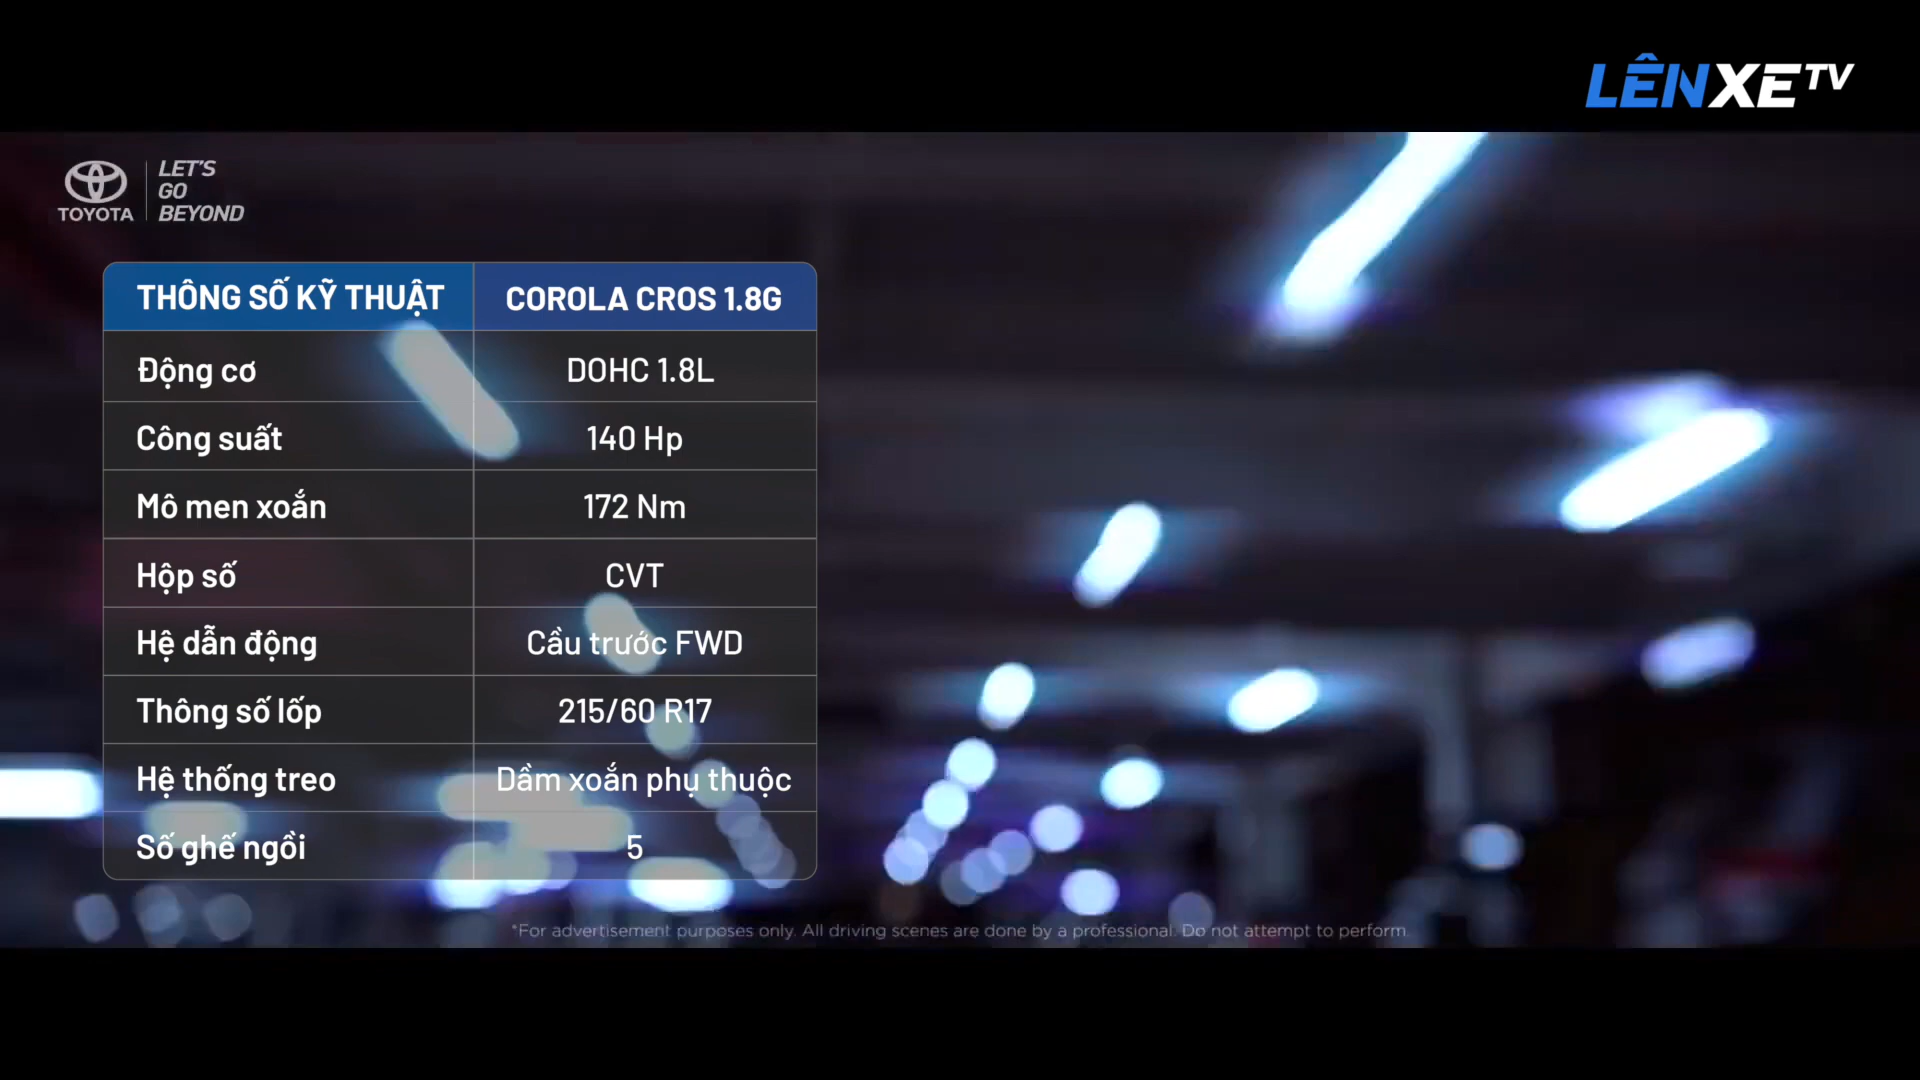 LÊNXETV
TOYOTA
LET'S
GO
BEYOND
THÔNG SỐ KỸ THUẬT
COROLA CROS 1.8G
Động cơ
DOHC 1.8L
Công suất
140 Hp
Mô men xoắn
172 Nm
Hộp số
CVT
Hệ dẫn động
Cầu trước FWD
Thông số lốp
215/60 R17
Hệ thống treo
Dầm xoắn phụ thuộc
Số ghế ngồi
5
*For advertisement purposes only. All driving scenes are done by a professional. Do not attempt to perform.